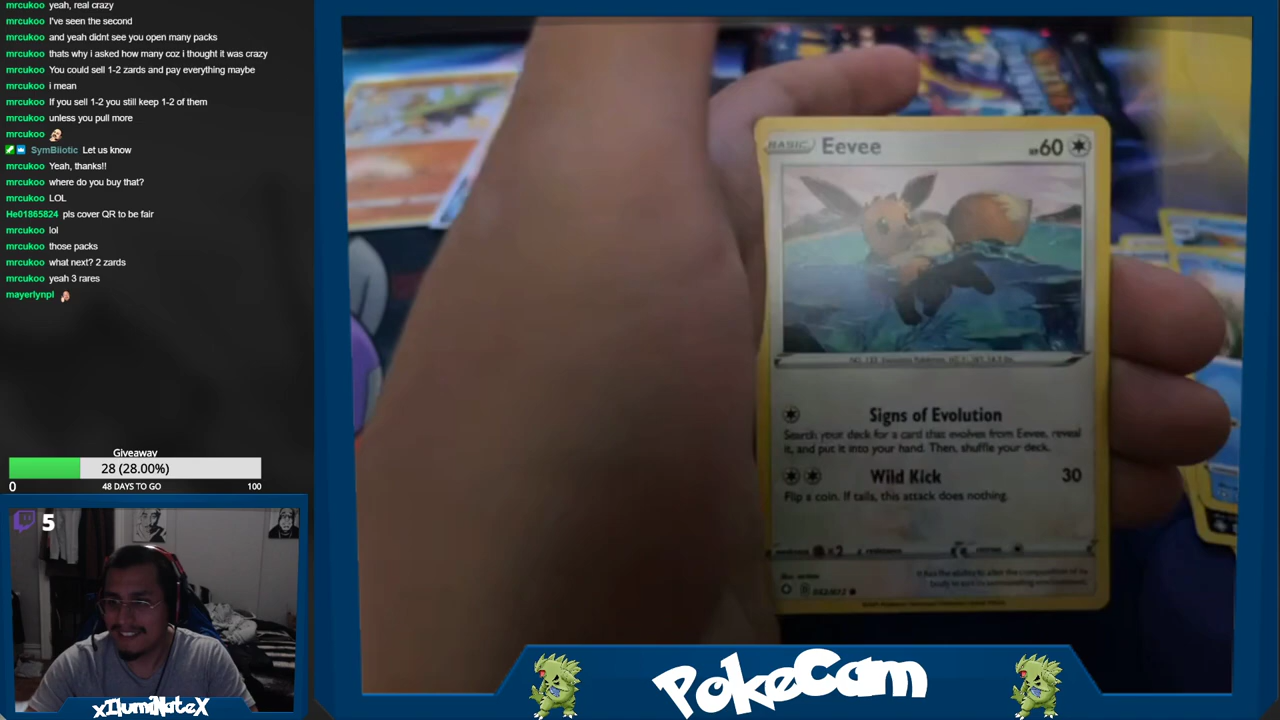 mrcukoo yeah, real crazy
mrcukoo I've seen the second
mrcukoo and yeah didnt see you open many packs
mrcukoo thats why i asked how many coz i thought it was crazy
mrcukoo You could sell 1-2 zards and pay everything maybe
mrcukoo i mean
mrcukoo If you sell 1-2 you still keep 1-2 of them
mrcukoo unless you pull more
mrcukoo
SymBiiotic Let us know
mrcukoo Yeah, thanks!!
mrcukoo where do you buy that?
mrcukoo LOL
He01865824 pls cover QR to be fair
mrcukoo lol
mrcukoo those packs
mrcukoo what next? 2 zards
mrcukoo yeah 3 rares
mayerlynpl
Giveaway
28 (28.00%)
0 48 DAYS TO GO 100
5
xIlumiNateX
BASIC Eevee HP 60
Signs of Evolution
Search your deck for a card that evolves from Eevee, reveal
it, and put it into your hand. Then, shuffle your deck.
Wild Kick 30
Flip a coin. If tails, this attack does nothing.
x2
PokeCam